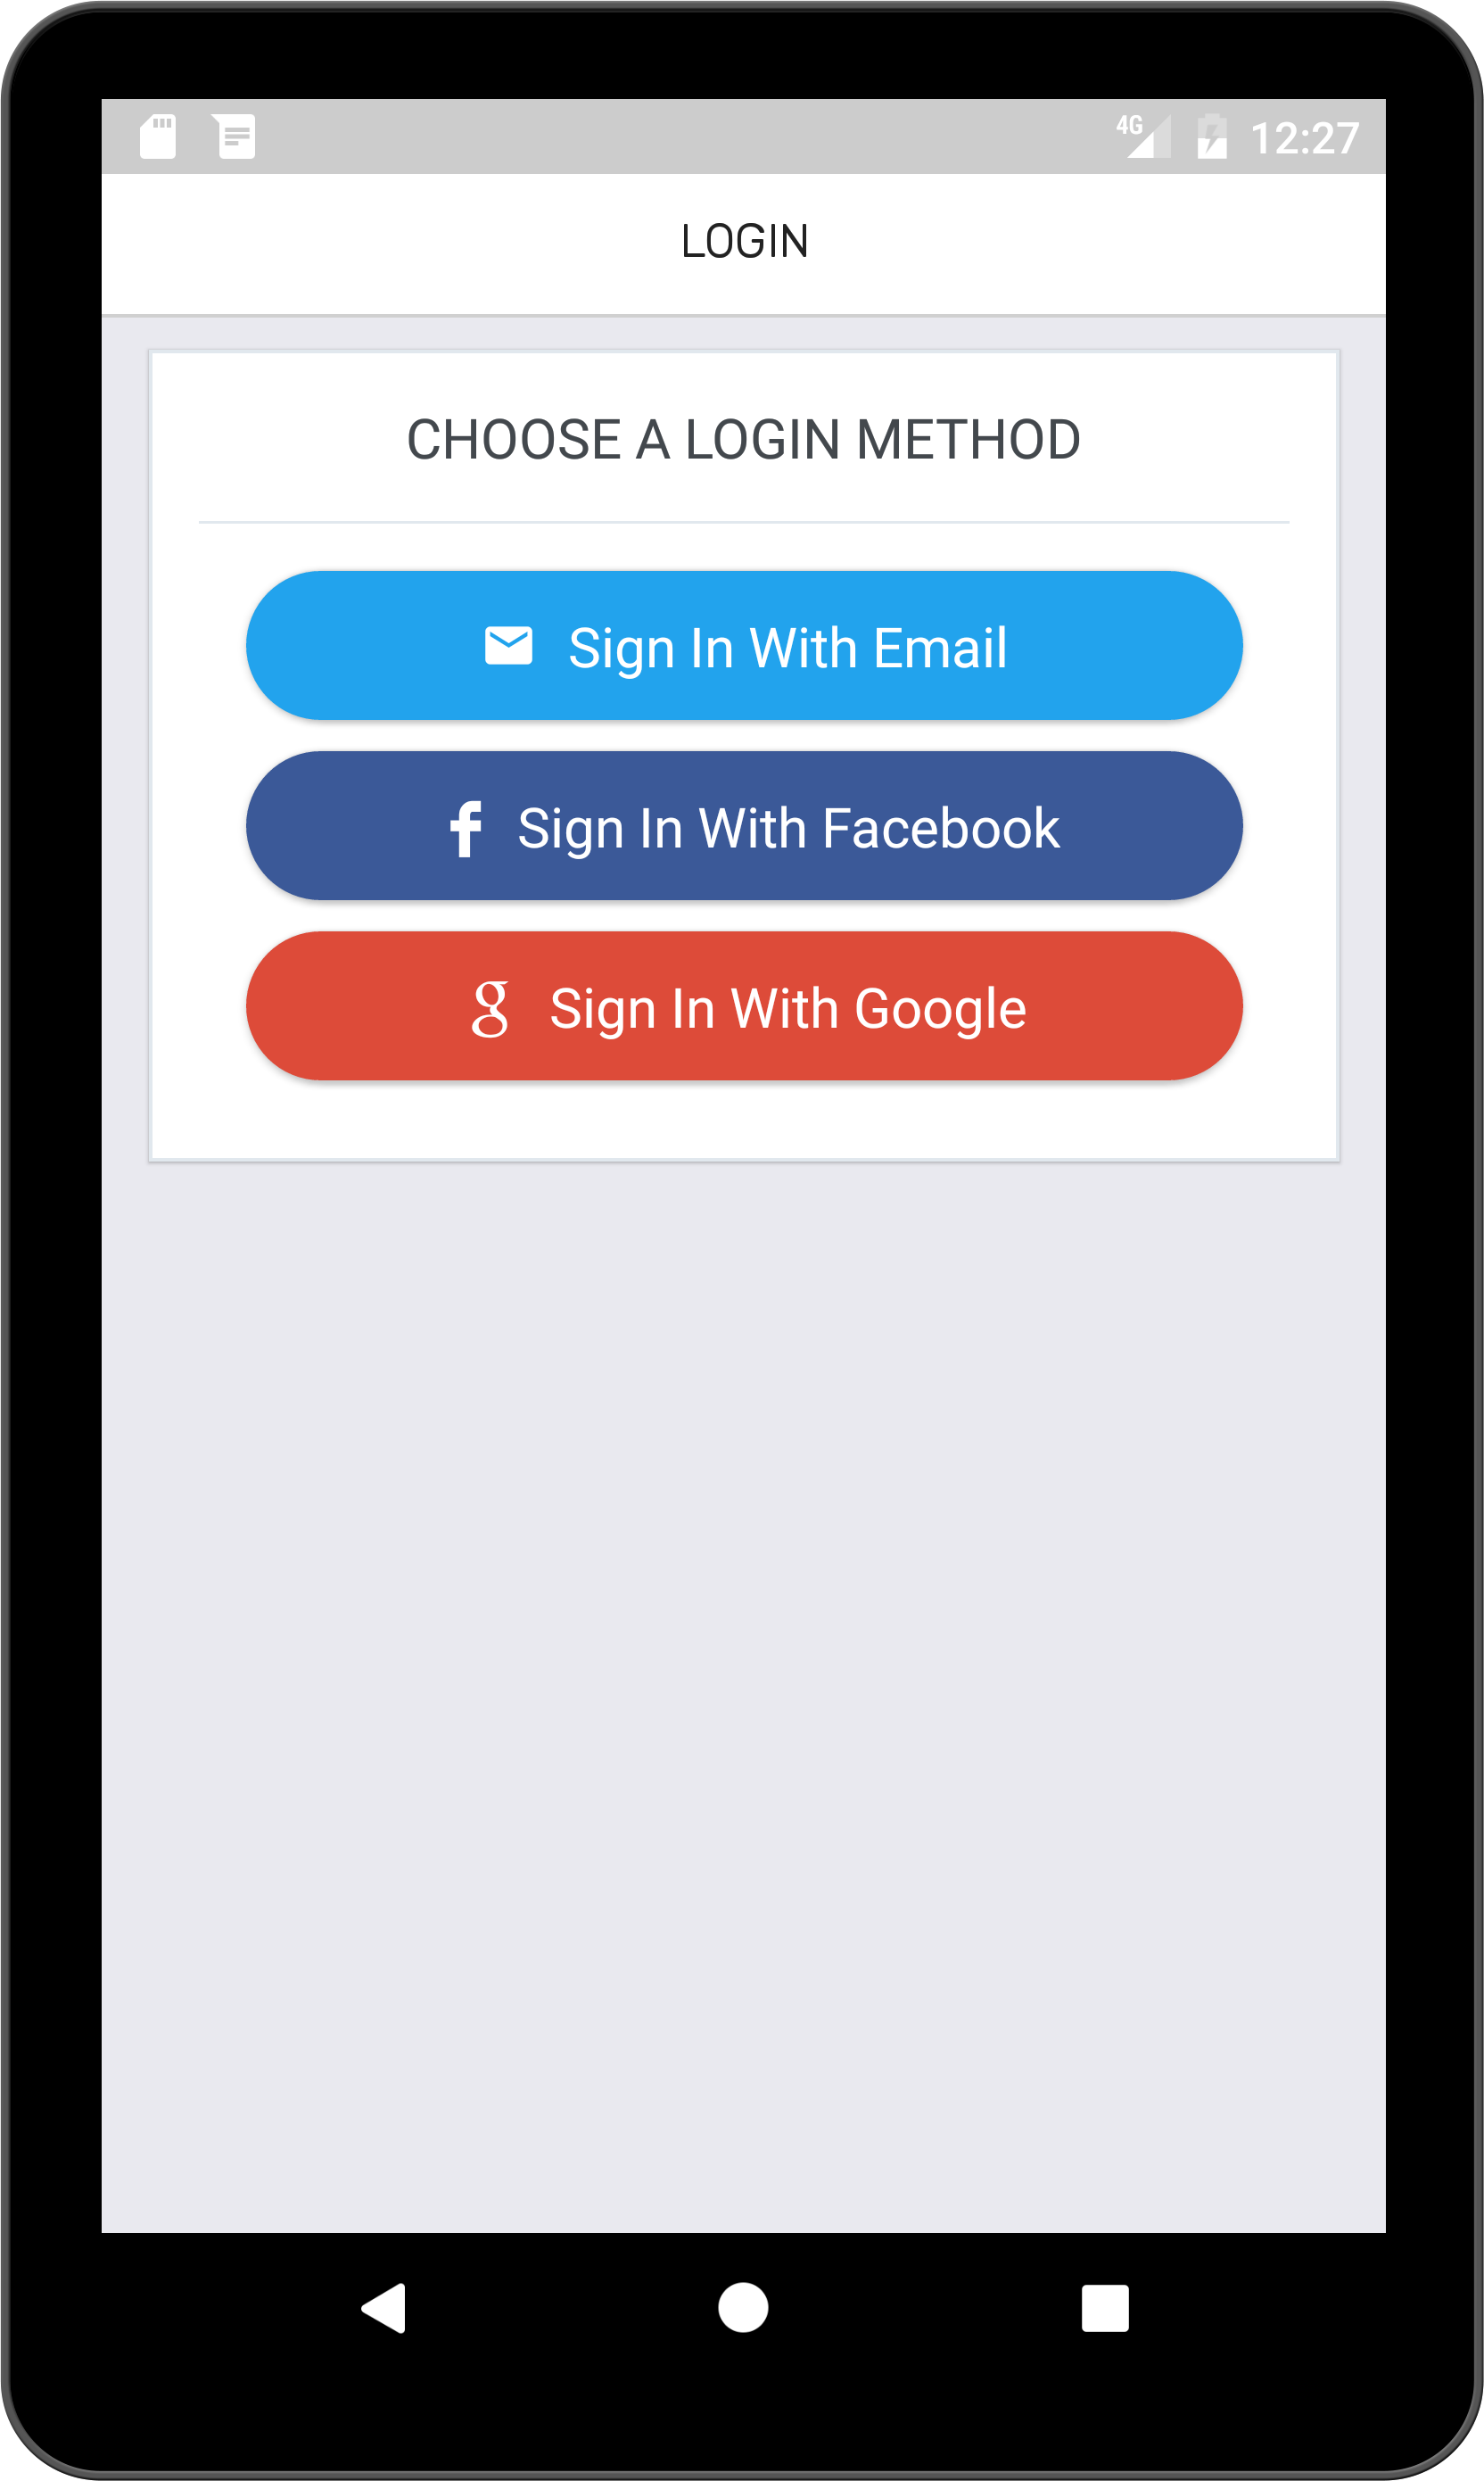 4G 12:27
LOGIN
CHOOSE A LOGIN METHOD
Sign In With Email
f Sign In With Facebook
g Sign In With Google